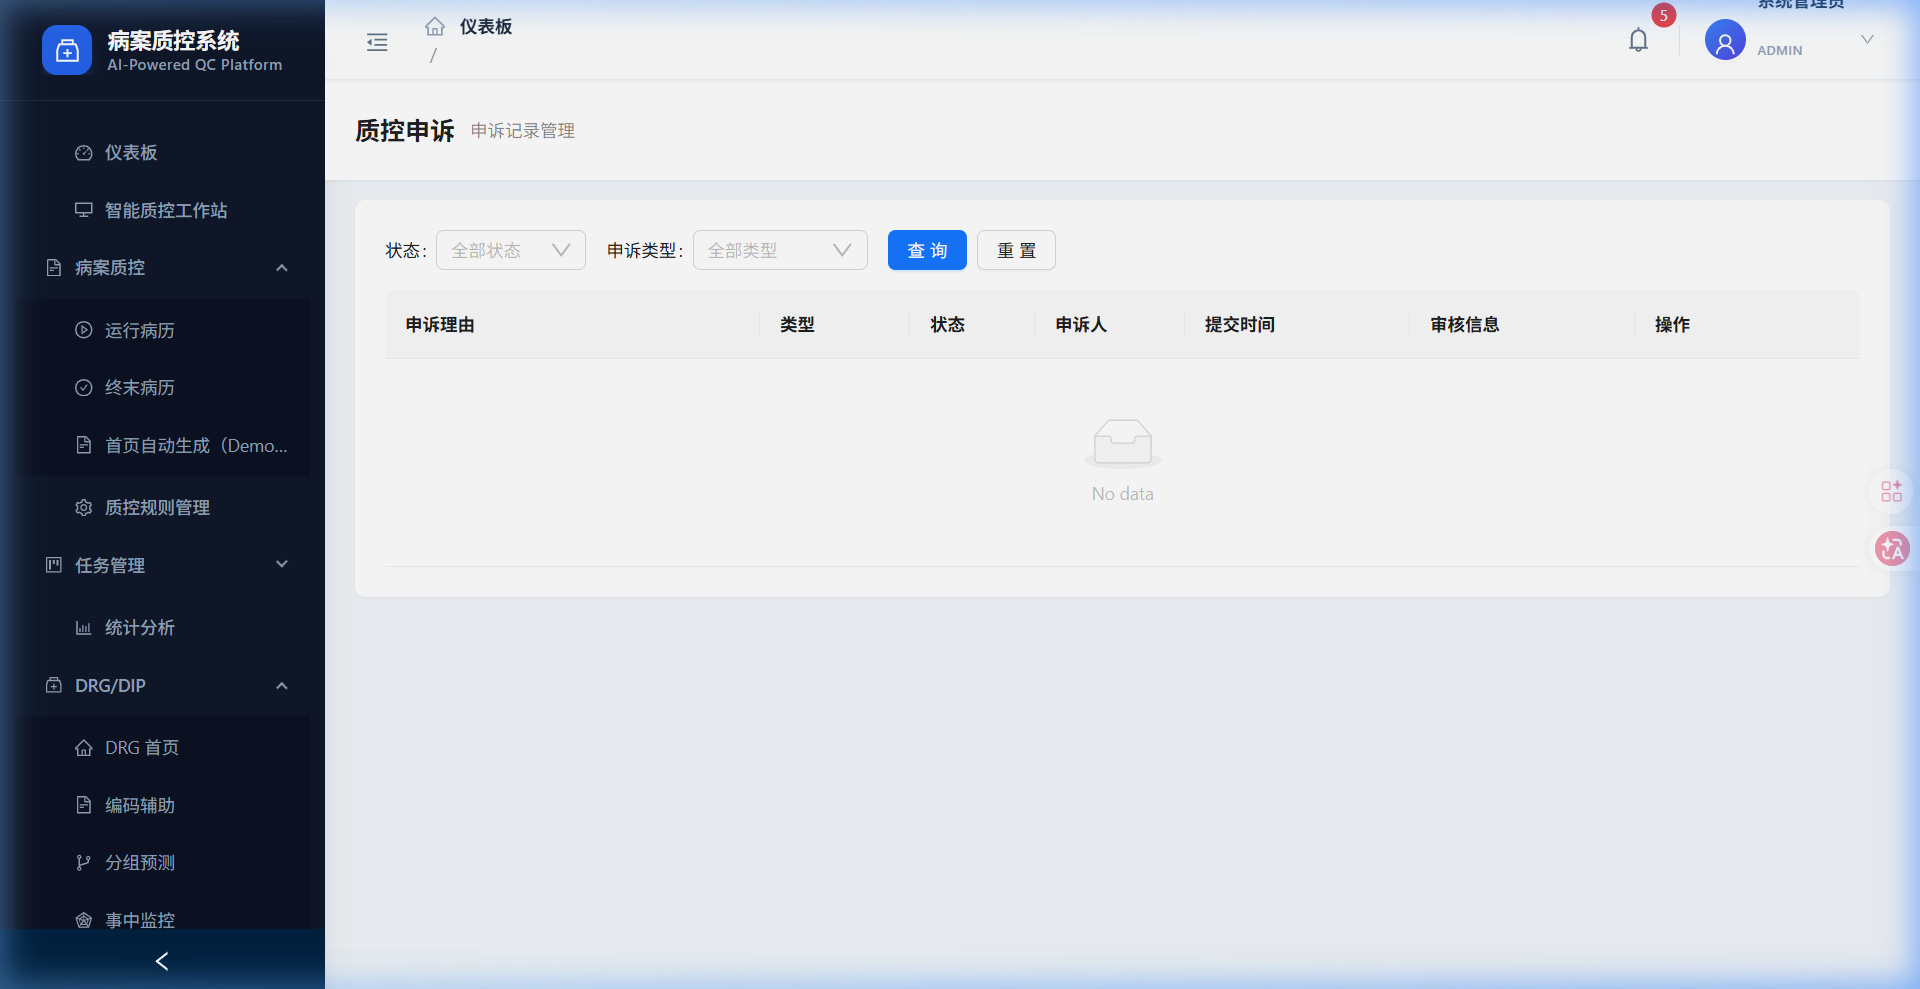 病案质控系统
AI-Powered QC Platform
仪表板
智能质控工作站
病案质控
运行病历
终末病历
首页自动生成（Demo...
质控规则管理
任务管理
统计分析
DRG/DIP
DRG 首页
编码辅助
分组预测
事中监控
仪表板
/
5
系统管理员
ADMIN
质控申诉 申诉记录管理
状态: 全部状态 申诉类型: 全部类型 查 询 重 置
申诉理由 类型 状态 申诉人 提交时间 审核信息 操作
No data